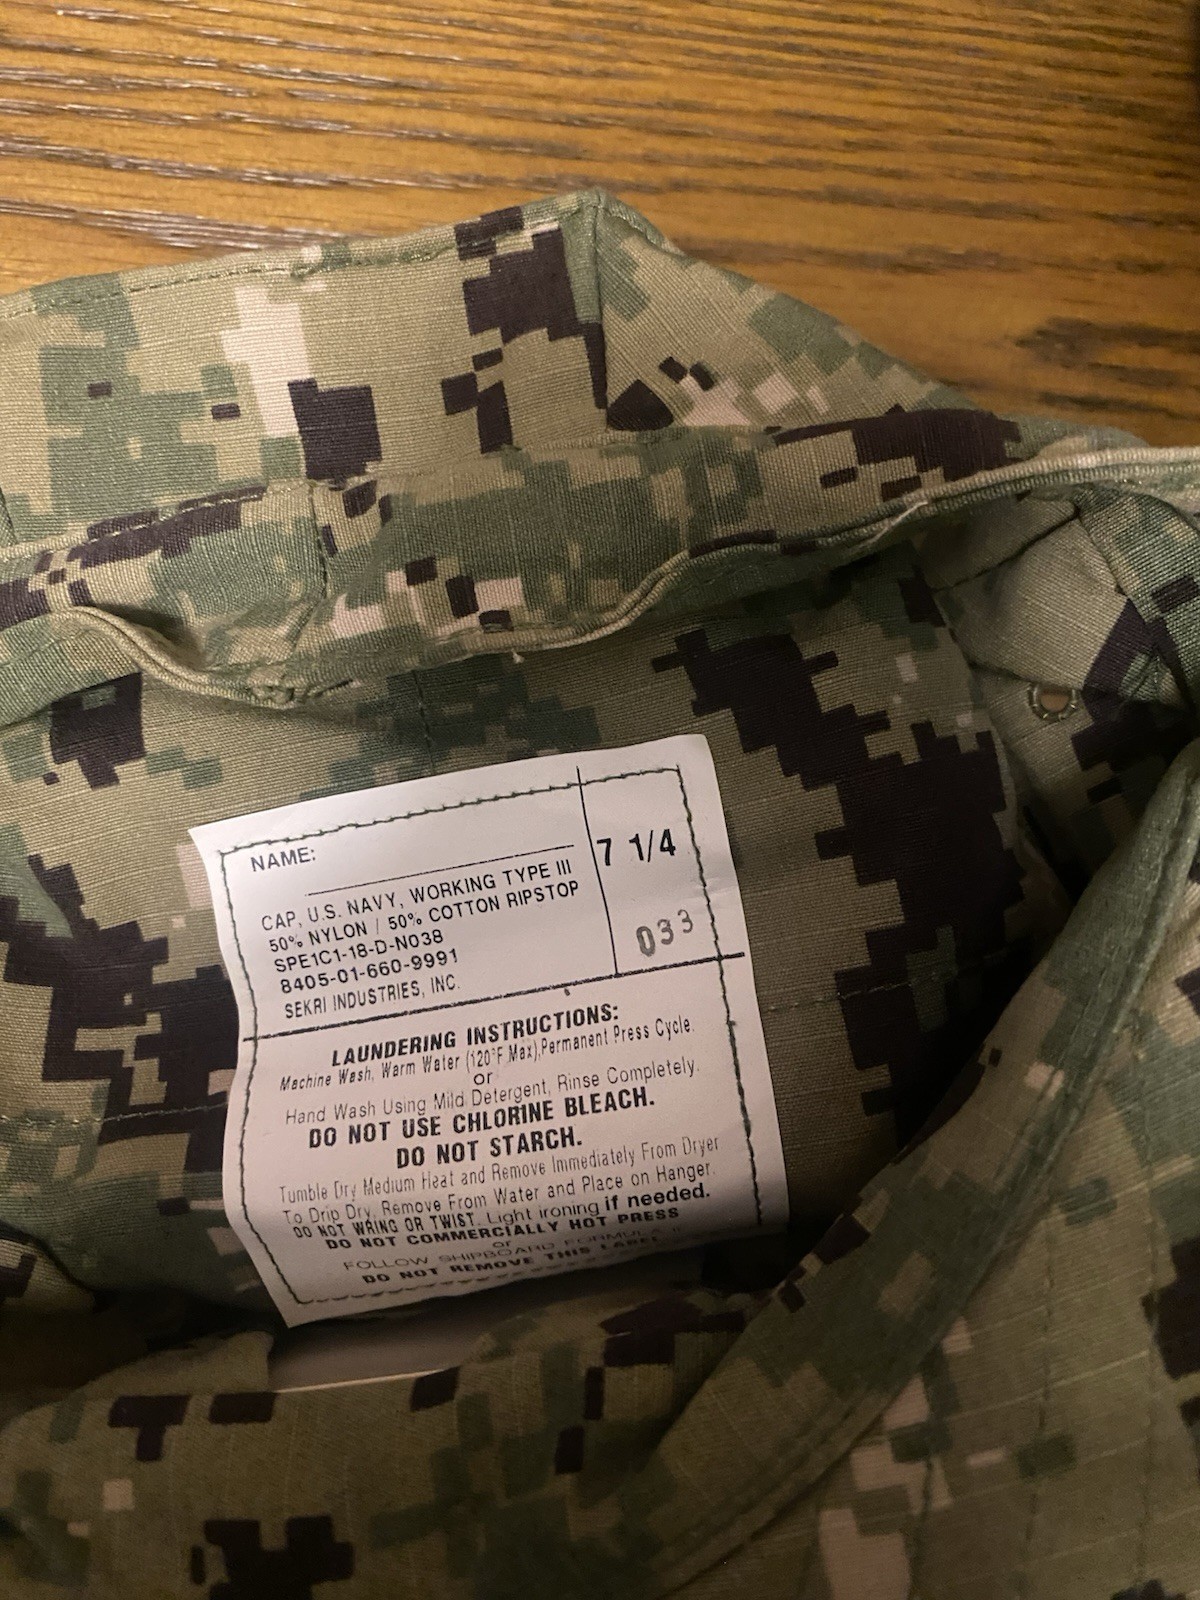 NAME:
7 1/4
CAP, U.S. NAVY, WORKING TYPE III
50% NYLON / 50% COTTON RIPSTOP
SPE1C1-18-D-N038
8405-01-660-9991
SEKRI INDUSTRIES, INC.
033
LAUNDERING INSTRUCTIONS:
Machine Wash, Warm Water (120°F Max),Permanent Press Cycle.
or
Hand Wash Using Mild Detergent, Rinse Completely.
DO NOT USE CHLORINE BLEACH.
DO NOT STARCH.
Tumble Dry Medium Heat and Remove Immediately From Dryer
To Drip Dry, Remove From Water and Place on Hanger.
DO NOT WRING OR TWIST. Light ironing if needed.
DO NOT COMMERCIALLY HOT PRESS
or
FOLLOW SHIPBOARD FORMULA
DO NOT REMOVE THIS LABEL